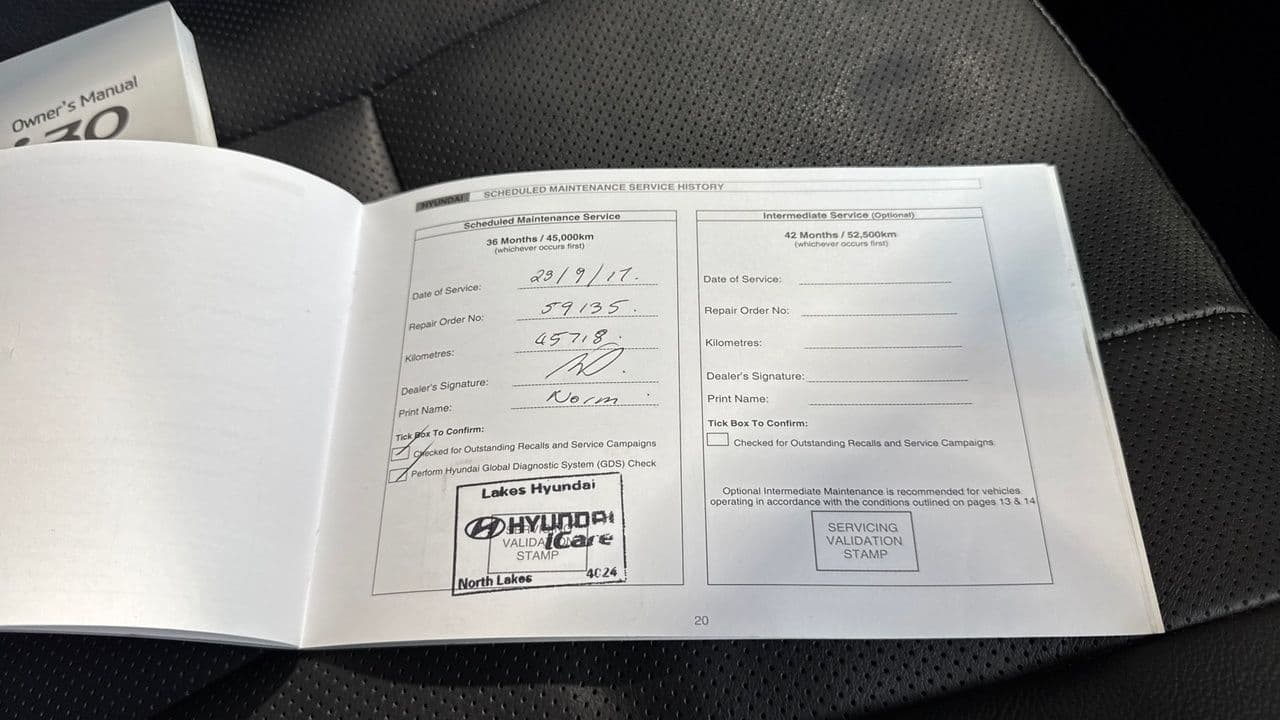 Owner's Manual
i30
HYUNDAI SCHEDULED MAINTENANCE SERVICE HISTORY
Scheduled Maintenance Service
36 Months / 45,000km
(whichever occurs first)
Date of Service: 23/9/17.
Repair Order No: 59135.
Kilometres: 45718.
Dealer's Signature:
Print Name: Norm
Tick Box To Confirm:
Checked for Outstanding Recalls and Service Campaigns
Perform Hyundai Global Diagnostic System (GDS) Check
Lakes Hyundai
HYUNDAI
iCare
SERVICING
VALIDATION
STAMP
North Lakes 4024
Intermediate Service (Optional)
42 Months / 52,500km
(whichever occurs first)
Date of Service:
Repair Order No:
Kilometres:
Dealer's Signature:
Print Name:
Tick Box To Confirm:
Checked for Outstanding Recalls and Service Campaigns
Optional Intermediate Maintenance is recommended for vehicles
operating in accordance with the conditions outlined on pages 13 & 14
SERVICING
VALIDATION
STAMP
20